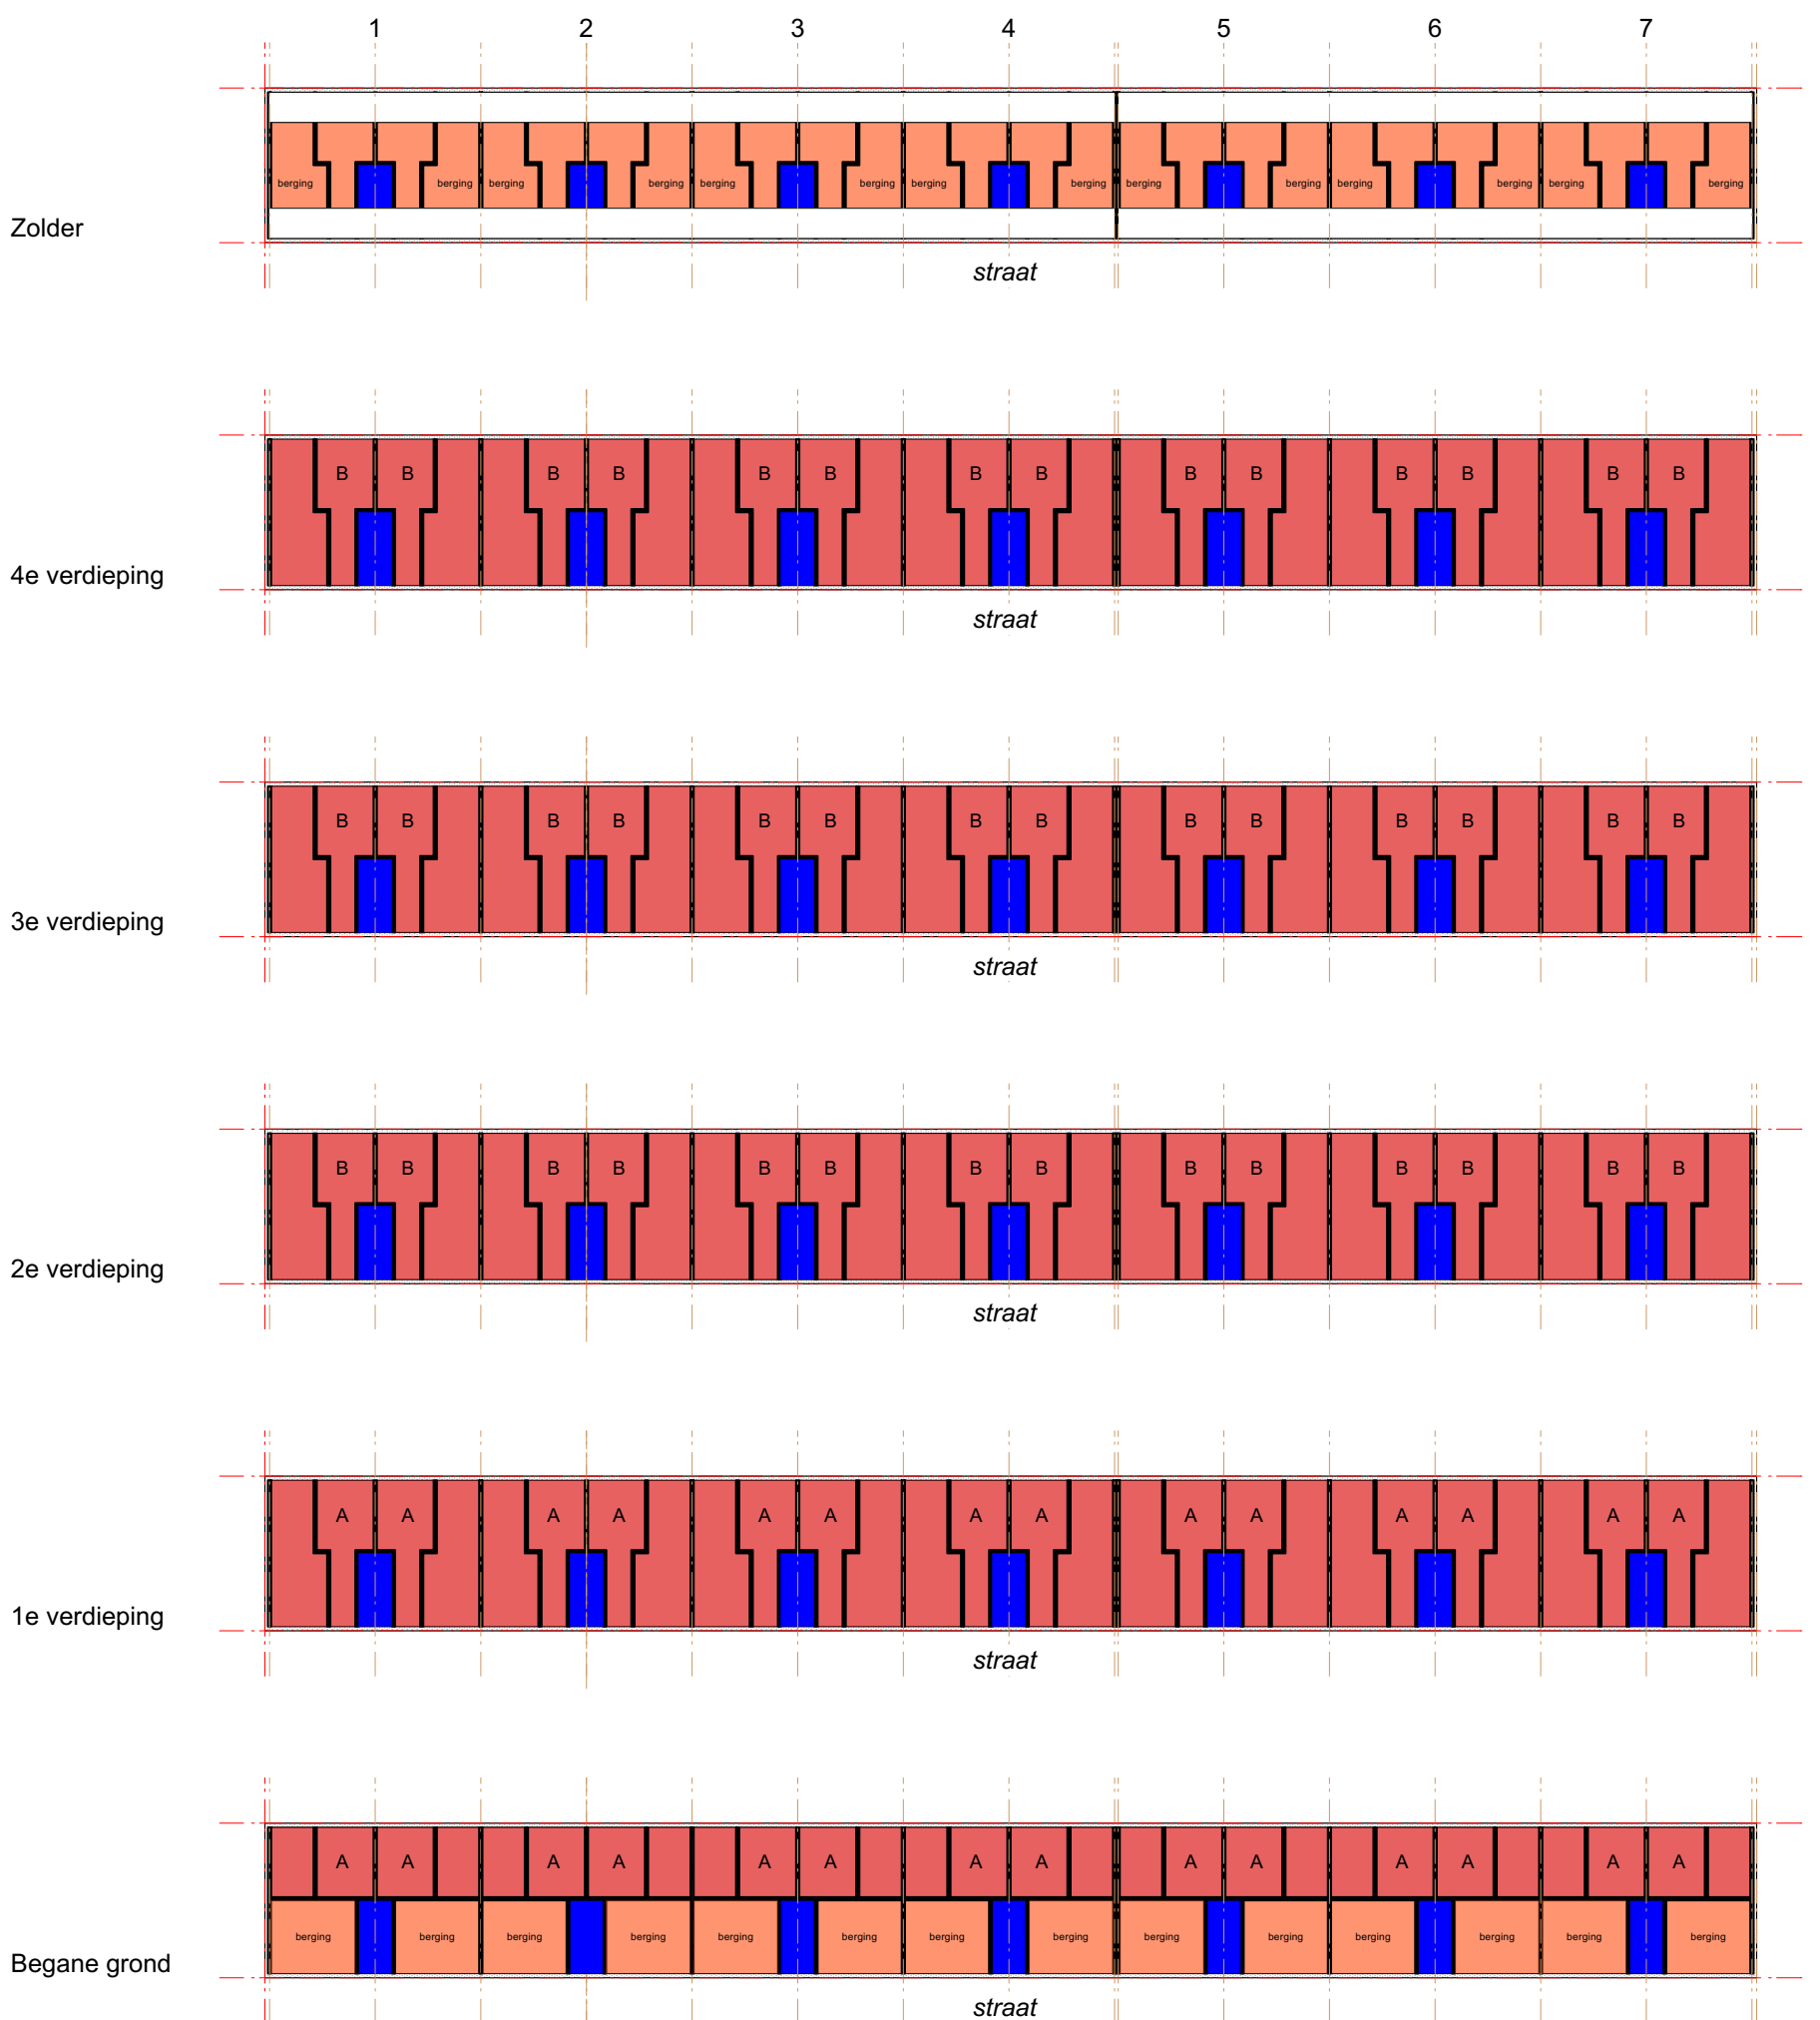 1 2 3 4 5 6 7
berging berging berging berging berging berging berging berging berging berging berging berging berging berging
Zolder
straat
B B B B B B B B B B B B B B
4e verdieping
straat
B B B B B B B B B B B B B B
3e verdieping
straat
B B B B B B B B B B B B B B
2e verdieping
straat
A A A A A A A A A A A A A A
1e verdieping
straat
A A A A A A A A A A A A A A
berging berging berging berging berging berging berging berging berging berging berging berging berging berging
Begane grond
straat